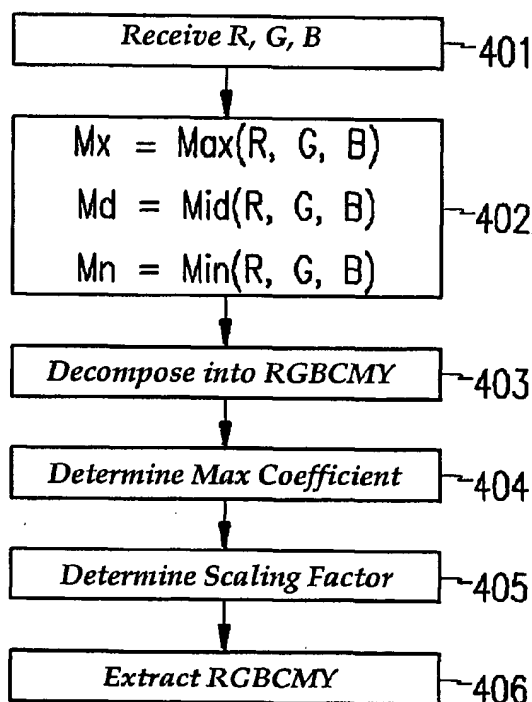 Receive R, G, B
401
Mx = Max(R, G, B)
Md = Mid(R, G, B)
Mn = Min(R, G, B)
402
Decompose into RGBCMY
403
Determine Max Coefficient
404
Determine Scaling Factor
405
Extract RGBCMY
406